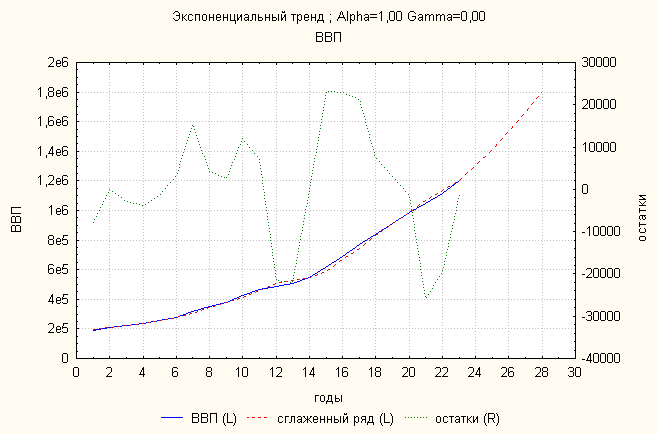 Экспоненциальный тренд ; Alpha=1,00 Gamma=0,00
ВВП
2e6
1,8e6
1,6e6
1,4e6
1,2e6
1e6
8e5
6e5
4e5
2e5
0
ВВП
30000
20000
10000
0
-10000
-20000
-30000
-40000
остатки
0 2 4 6 8 10 12 14 16 18 20 22 24 26 28 30
годы
ВВП (L) сглаженный ряд (L) остатки (R)